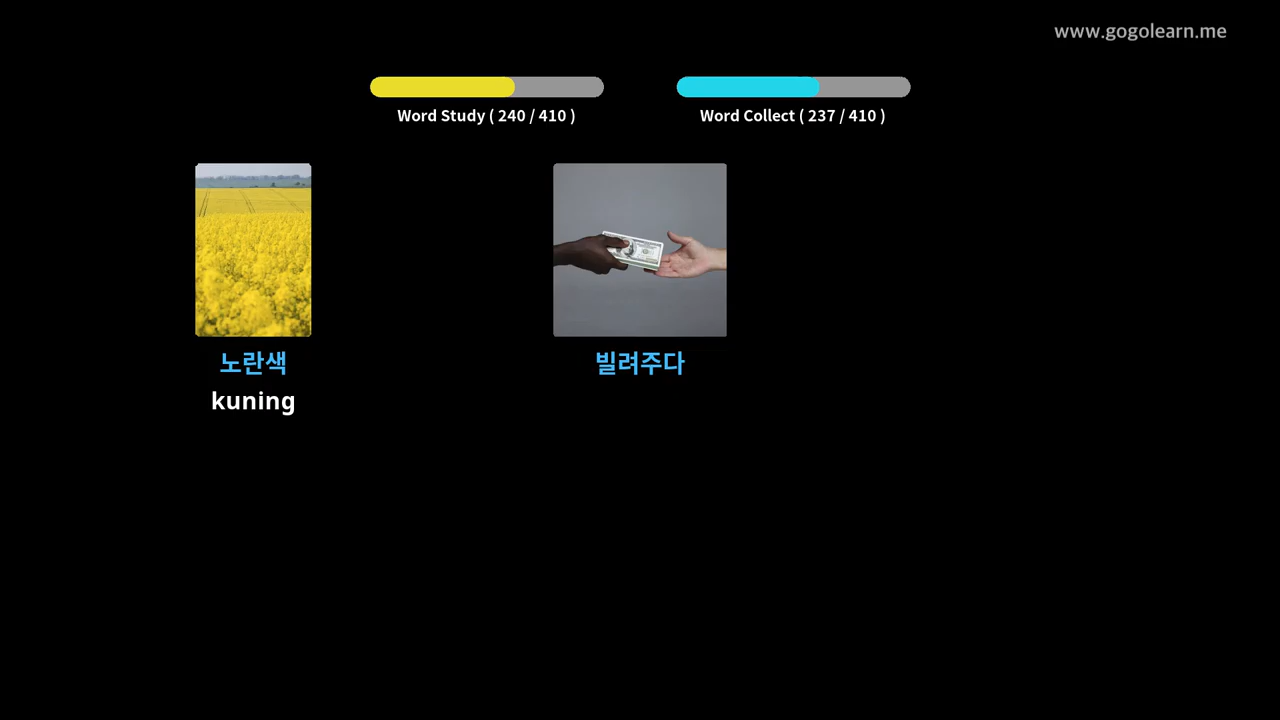 www.gogolearn.me
Word Study ( 240 / 410 )
Word Collect ( 237 / 410 )
노란색
kuning
빌려주다